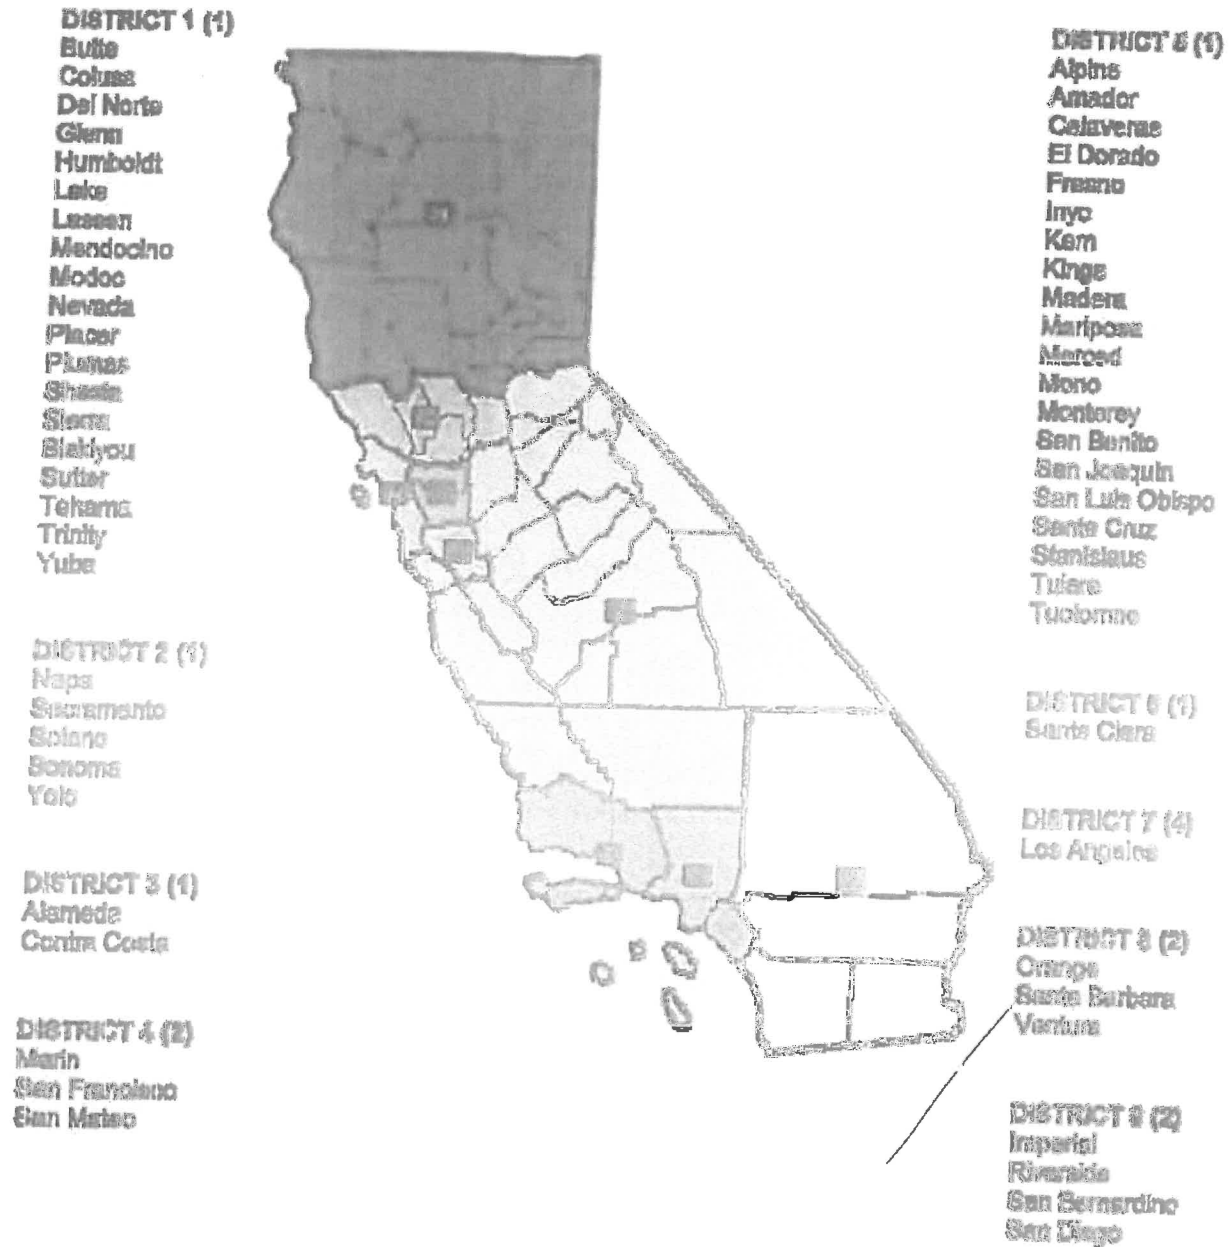 DISTRICT 1 (1)
Butte
Colusa
Del Norte
Glenn
Humboldt
Lake
Lassen
Mendocino
Modoc
Nevada
Placer
Plumas
Shasta
Sierra
Siskiyou
Sutter
Tehama
Trinity
Yuba
DISTRICT 2 (1)
Napa
Sacramento
Solano
Sonoma
Yolo
DISTRICT 3 (1)
Alameda
Contra Costa
DISTRICT 4 (2)
Marin
San Francisco
San Mateo
DISTRICT 5 (1)
Alpine
Amador
Calaveras
El Dorado
Fresno
Inyo
Kern
Kings
Madera
Mariposa
Merced
Mono
Monterey
San Benito
San Joaquin
San Luis Obispo
Santa Cruz
Stanislaus
Tulare
Tuolomne
DISTRICT 6 (1)
Santa Clara
DISTRICT 7 (4)
Los Angeles
DISTRICT 8 (2)
Orange
Santa Barbara
Ventura
DISTRICT 9 (2)
Imperial
Riverside
San Bernardino
San Diego